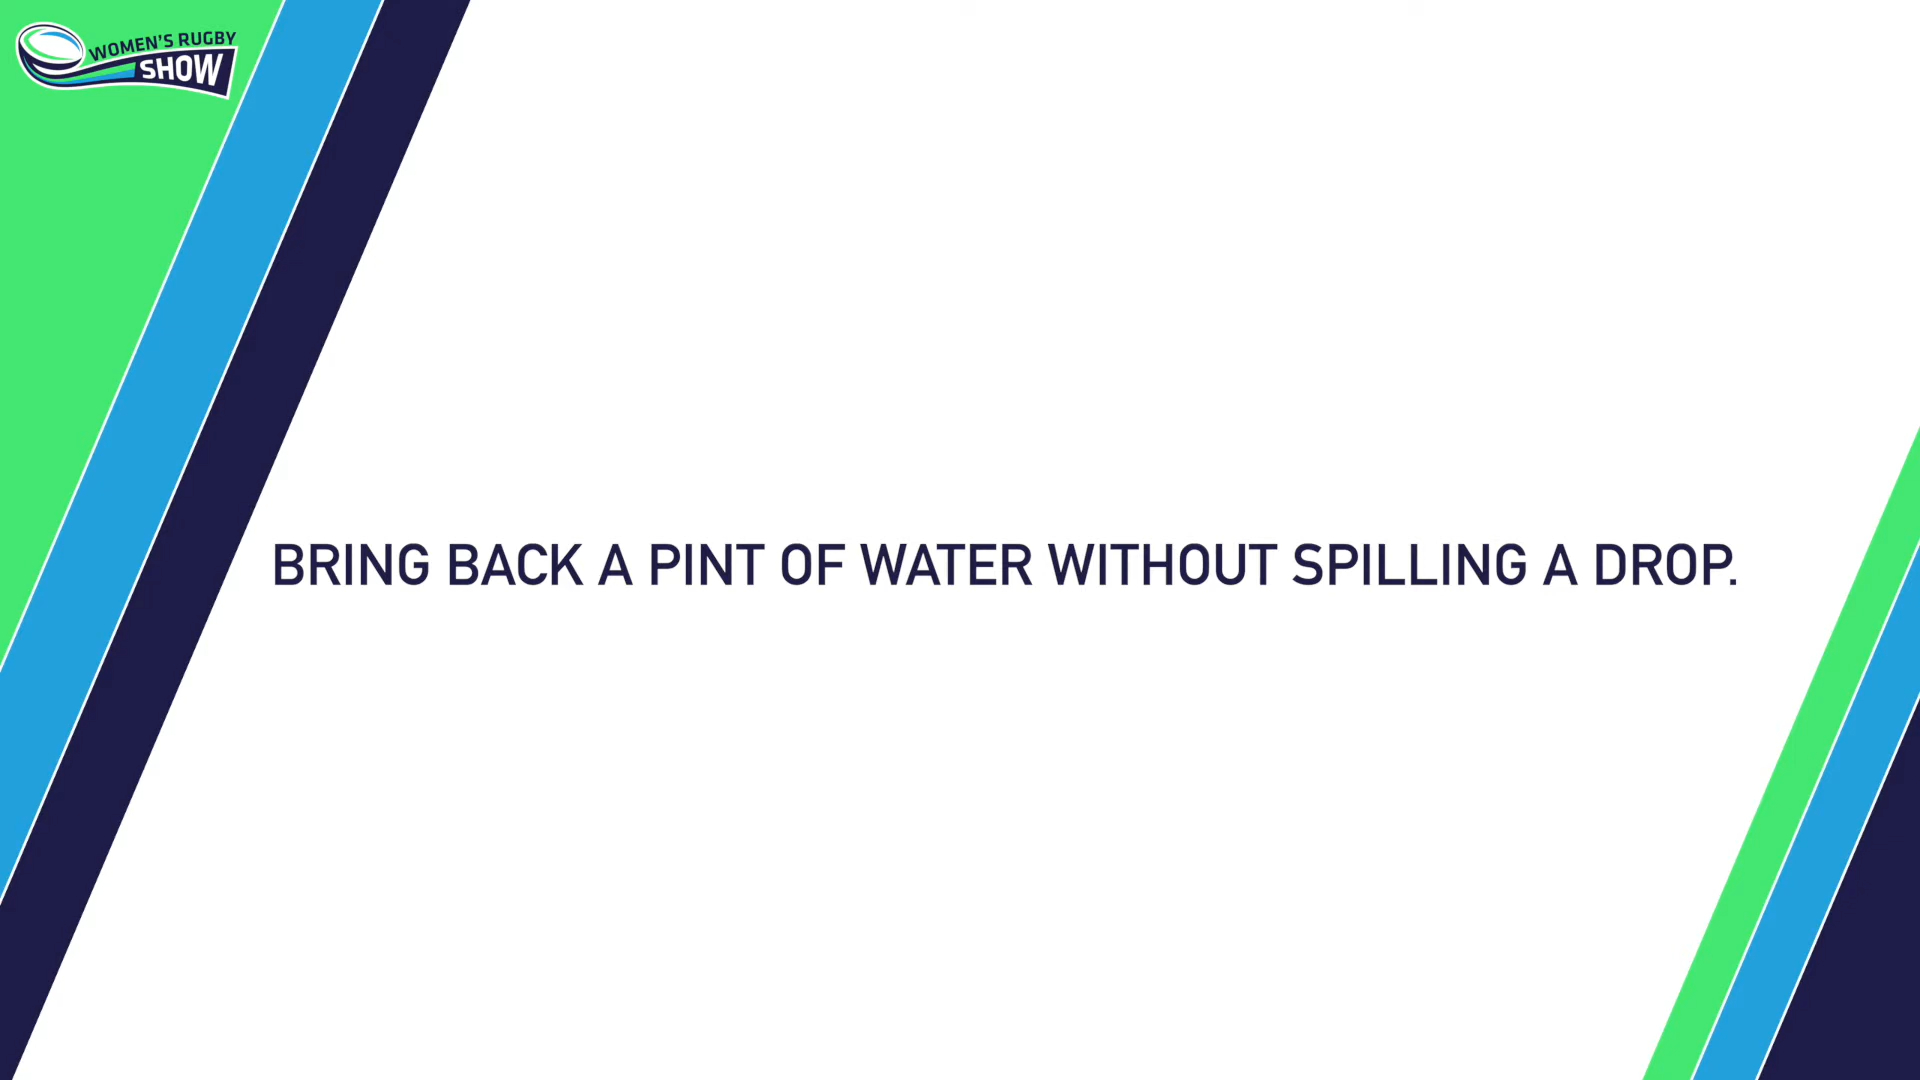 WOMEN'S RUGBY
SHOW
BRING BACK A PINT OF WATER WITHOUT SPILLING A DROP.